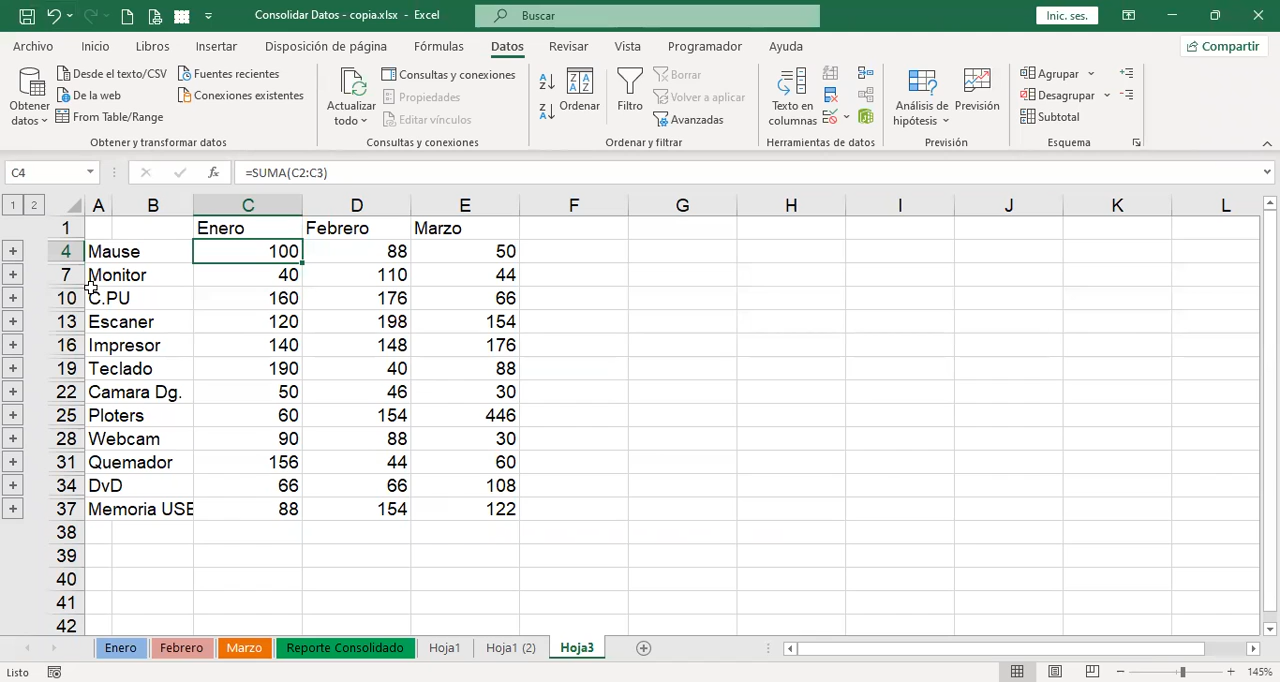 Consolidar Datos - copia.xlsx - Excel
Buscar
Inic. ses.
Archivo Inicio Libros Insertar Disposición de página Fórmulas Datos Revisar Vista Programador Ayuda
Compartir
Obtener datos
Desde el texto/CSV
De la web
From Table/Range
Fuentes recientes
Conexiones existentes
Actualizar todo
Consultas y conexiones
Propiedades
Editar vínculos
Ordenar
Filtro
Borrar
Volver a aplicar
Avanzadas
Texto en columnas
Análisis de hipótesis
Previsión
Agrupar
Desagrupar
Subtotal
Obtener y transformar datos Consultas y conexiones Ordenar y filtrar Herramientas de datos Previsión Esquema
C4 fx =SUMA(C2:C3)
1 2 A B C D E F G H I J K L
1 Enero Febrero Marzo
4 Mause 100 88 50
7 Monitor 40 110 44
10 C.PU 160 176 66
13 Escaner 120 198 154
16 Impresor 140 148 176
19 Teclado 190 40 88
22 Camara Dg. 50 46 30
25 Ploters 60 154 446
28 Webcam 90 88 30
31 Quemador 156 44 60
34 DvD 66 66 108
37 Memoria USB 88 154 122
38
39
40
41
42
Enero Febrero Marzo Reporte Consolidado Hoja1 Hoja1 (2) Hoja3
Listo
145%